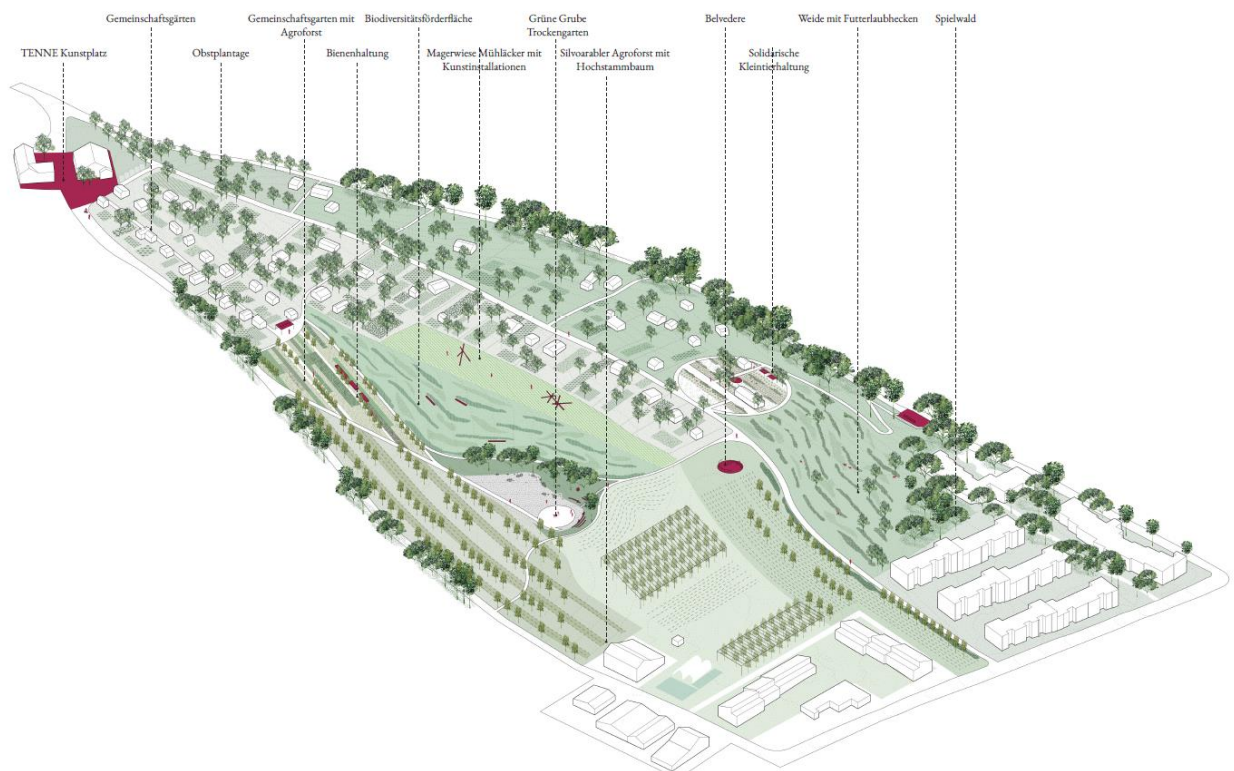 Gemeinschaftsgärten
Gemeinschaftsgarten mit
Agroforst
Biodiversitätsförderfläche
Grüne Grube
Trockengarten
Belvedere
Weide mit Futterlaubhecken
Spielwald
TENNE Kunstplatz
Obstplantage
Bienenhaltung
Magerwiese Mühläcker mit
Kunstinstallationen
Silvoarabler Agroforst mit
Hochstammbaum
Solidarische
Kleintierhaltung